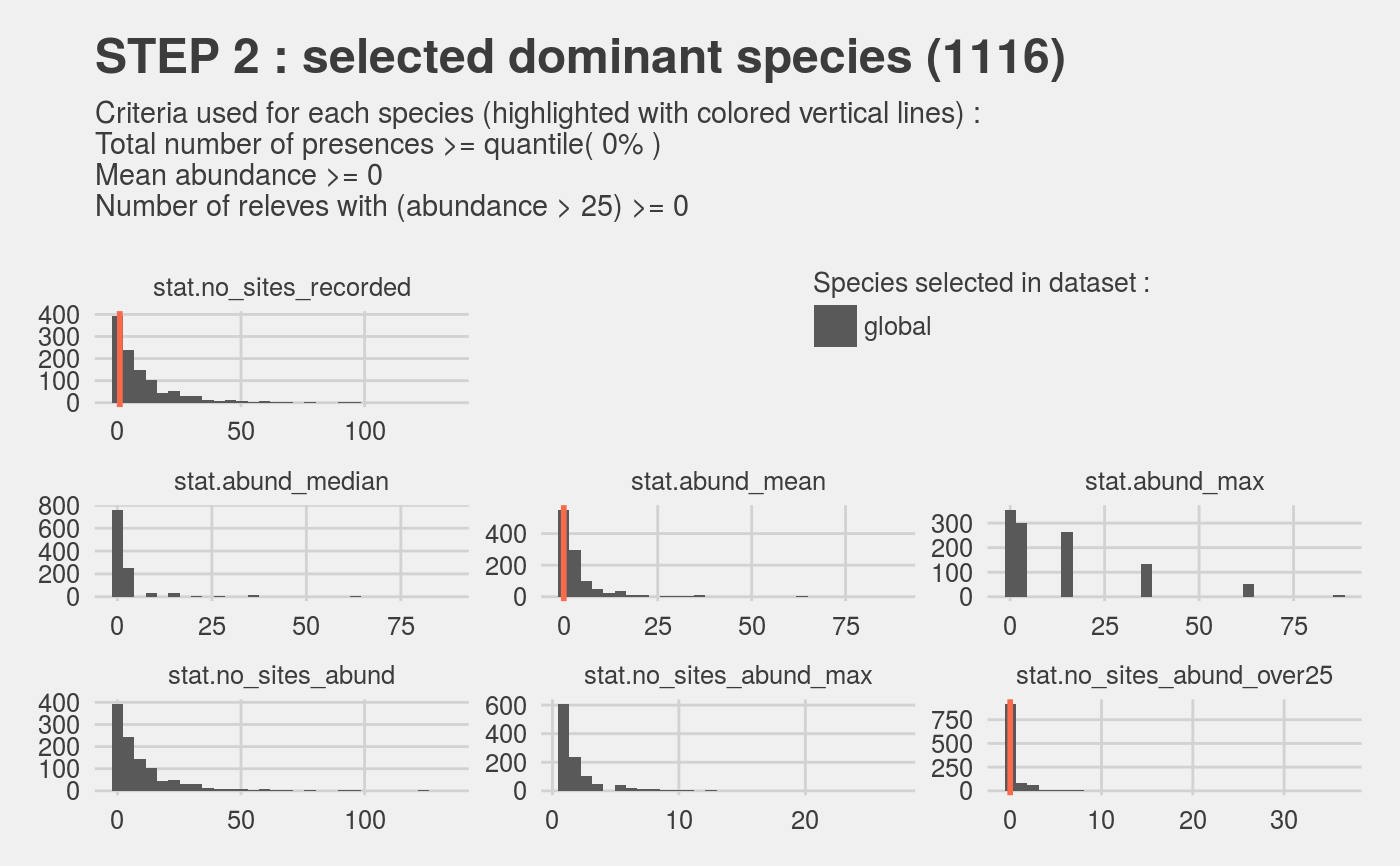 STEP 2 : selected dominant species (1116)
Criteria used for each species (highlighted with colored vertical lines) :
Total number of presences >= quantile( 0% )
Mean abundance >= 0
Number of releves with (abundance > 25) >= 0
Species selected in dataset :
global
stat.no_sites_recorded
400
300
200
100
0
0 50 100
stat.abund_median
800
600
400
200
0
0 25 50 75
stat.abund_mean
400
200
0
0 25 50 75
stat.abund_max
300
200
100
0
0 25 50 75
stat.no_sites_abund
400
300
200
100
0
0 50 100
stat.no_sites_abund_max
600
400
200
0
0 10 20
stat.no_sites_abund_over25
750
500
250
0
0 10 20 30